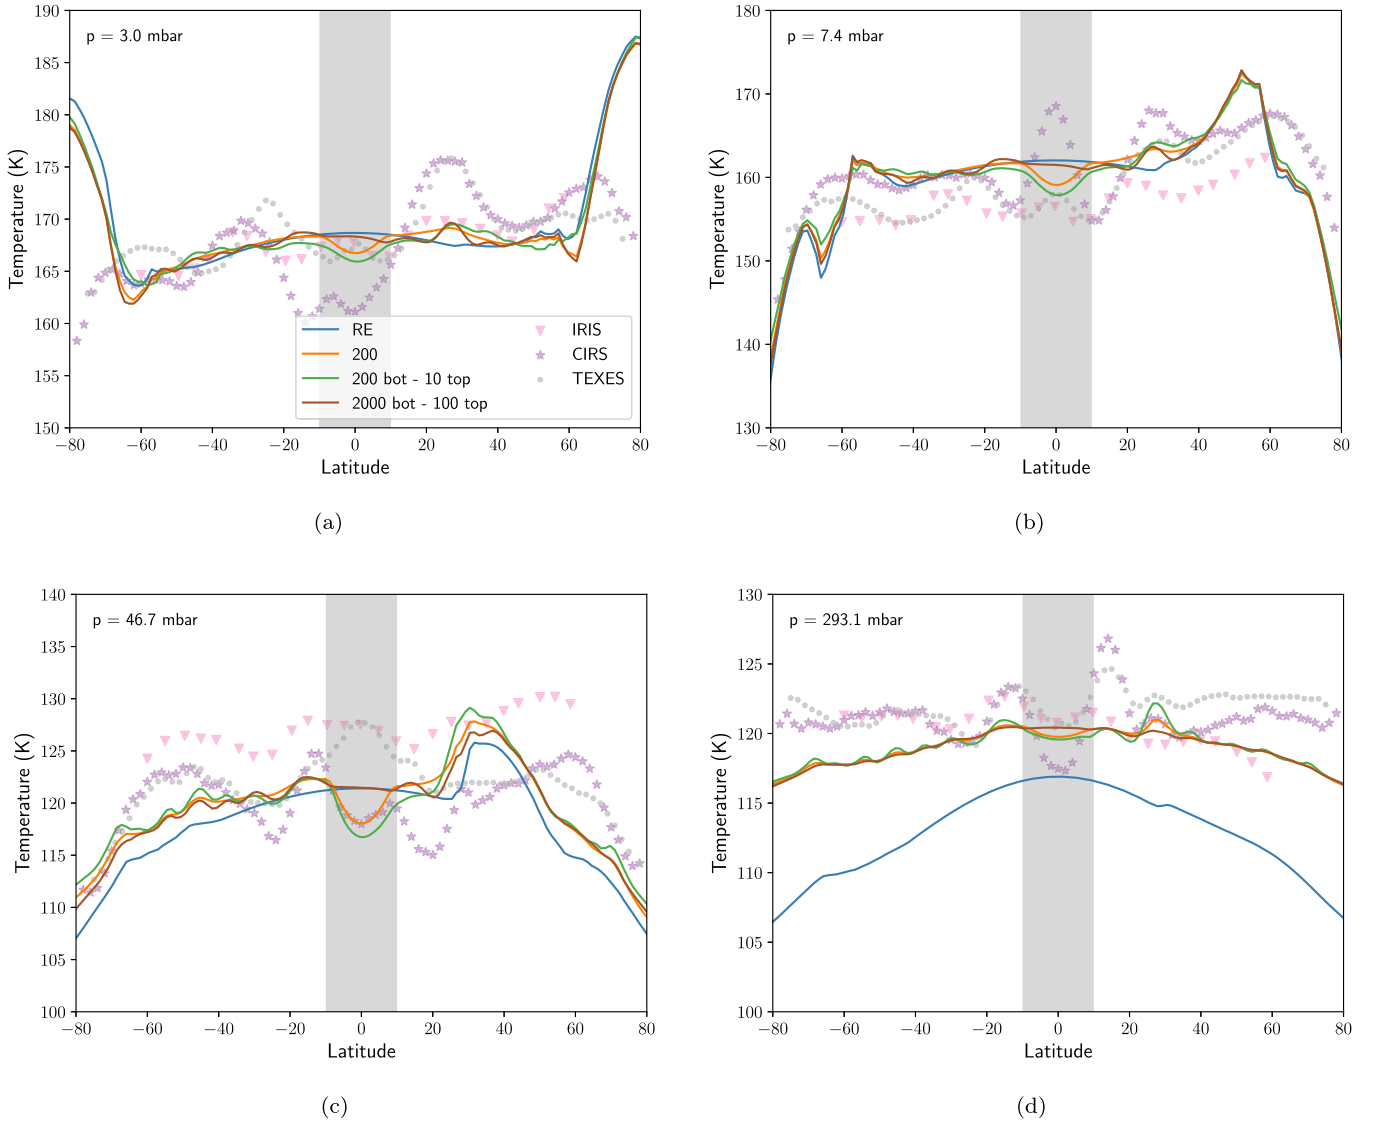 190
185
180
175
170
165
160
155
150
Temperature (K)
p = 3.0 mbar
RE
200
200 bot - 10 top
2000 bot - 100 top
IRIS
CIRS
TEXES
−80 −60 −40 −20 0 20 40 60 80
Latitude
(a)
180
170
160
150
140
130
Temperature (K)
p = 7.4 mbar
−80 −60 −40 −20 0 20 40 60 80
Latitude
(b)
140
135
130
125
120
115
110
105
100
Temperature (K)
p = 46.7 mbar
−80 −60 −40 −20 0 20 40 60 80
Latitude
(c)
130
125
120
115
110
105
100
Temperature (K)
p = 293.1 mbar
−80 −60 −40 −20 0 20 40 60 80
Latitude
(d)